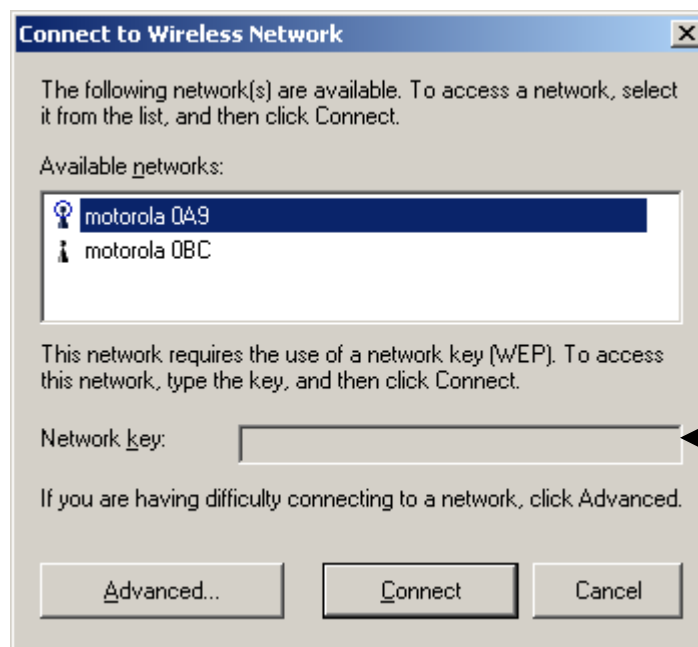 Connect to Wireless Network
The following network(s) are available. To access a network, select
it from the list, and then click Connect.
Available networks:
motorola 0A9
motorola 0BC
This network requires the use of a network key (WEP). To access
this network, type the key, and then click Connect.
Network key:
If you are having difficulty connecting to a network, click Advanced.
Advanced... Connect Cancel